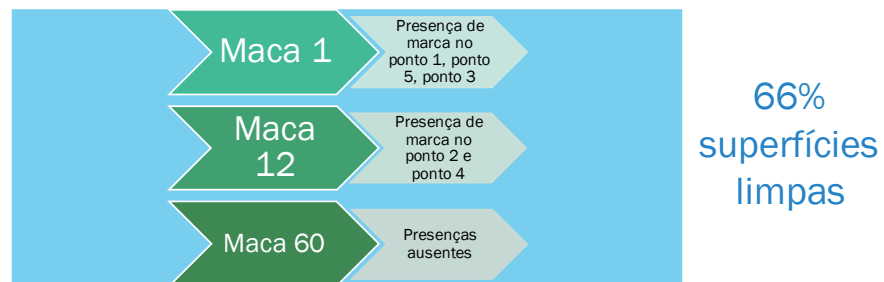 Maca 1
Presença de
marca no
ponto 1, ponto
5, ponto 3
Maca
12
Presença de
marca no
ponto 2 e
ponto 4
Maca 60
Presenças
ausentes
66%
superfícies
limpas